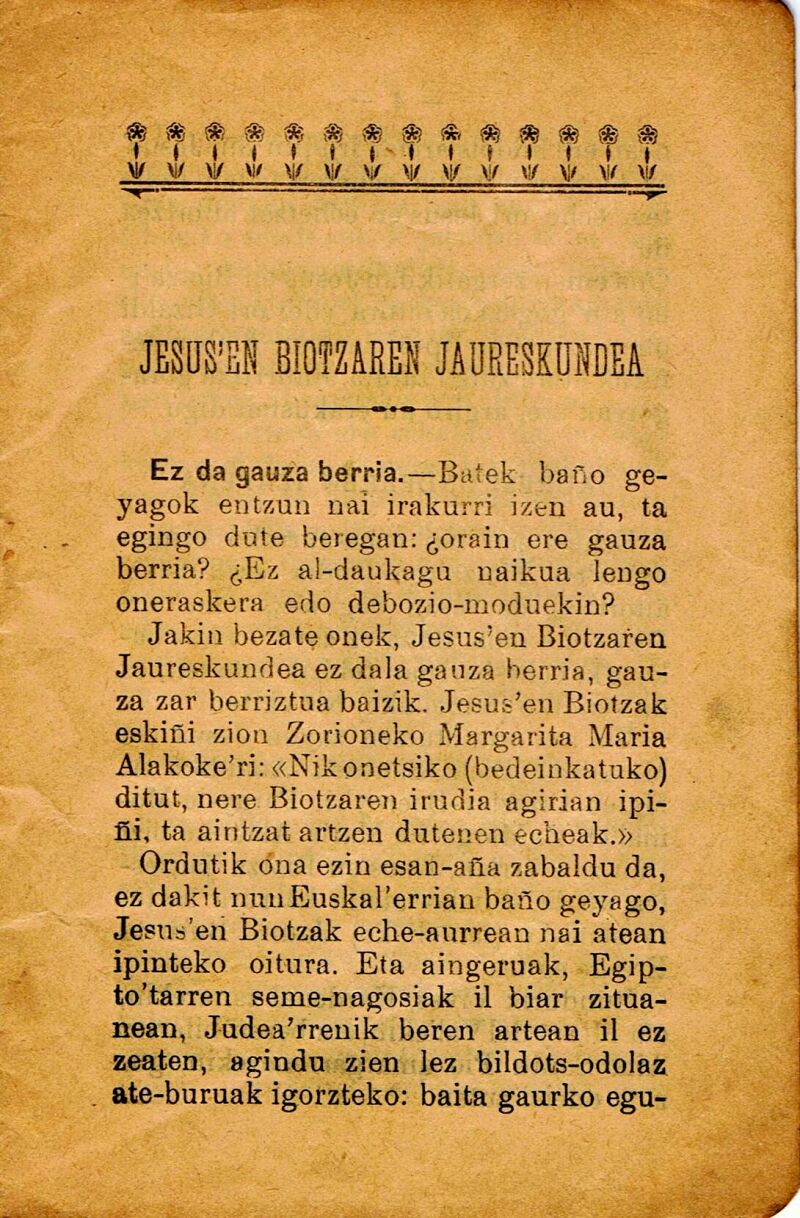 JESUS'EN BIOTZAREN JAURESKUNDEA
Ez da gauza berria.—Batek baño ge-
yagok entzun nai irakurri izen au, ta
egingo dute beregan: ¿orain ere gauza
berria? ¿Ez al-daukagu naikua lengo
oneraskera edo debozio-moduekin?
Jakin bezate onek, Jesus'en Biotzaren
Jaureskundea ez dala gauza berria, gau-
za zar berriztua baizik. Jesus'en Biotzak
eskiñi zion Zorioneko Margarita Maria
Alakoke'ri: «Nik onetsiko (bedeinkatuko)
ditut, nere Biotzaren irudia agirian ipi-
ñi, ta aintzat artzen dutenen echeak.»
Ordutik óna ezin esan-aña zabaldu da,
ez dakit nun Euskal'errian baño geyago,
Jesus'en Biotzak eche-aurrean nai atean
ipinteko oitura. Eta aingeruak, Egip-
to'tarren seme-nagosiak il biar zitua-
nean, Judea'rrenik beren artean il ez
zeaten, agindu zien lez bildots-odolaz
ate-buruak igorzteko: baita gaurko egu-